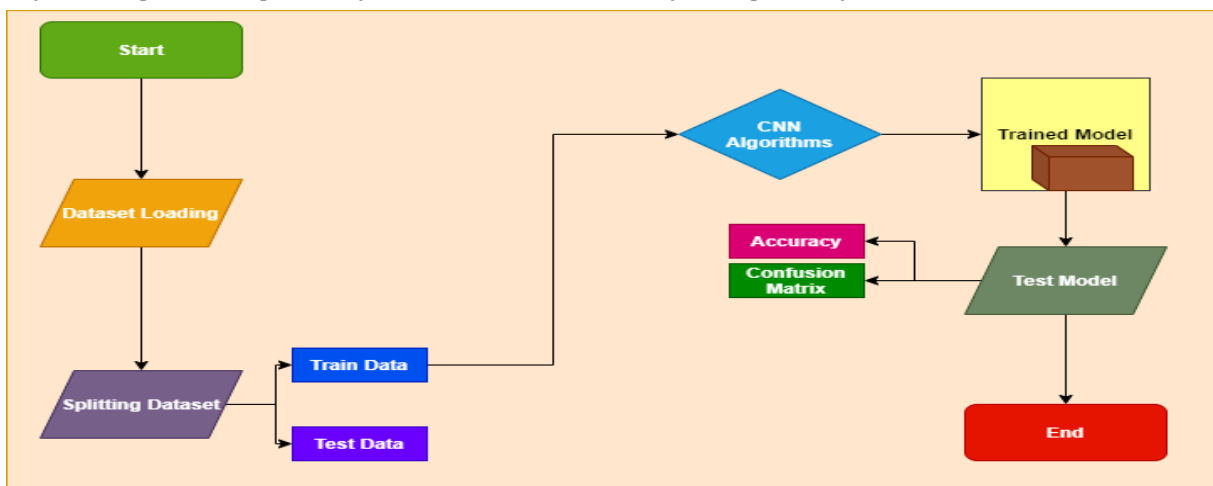 Start
Dataset Loading
Splitting Dataset
Train Data
Test Data
CNN
Algorithms
Trained Model
Accuracy
Confusion
Matrix
Test Model
End